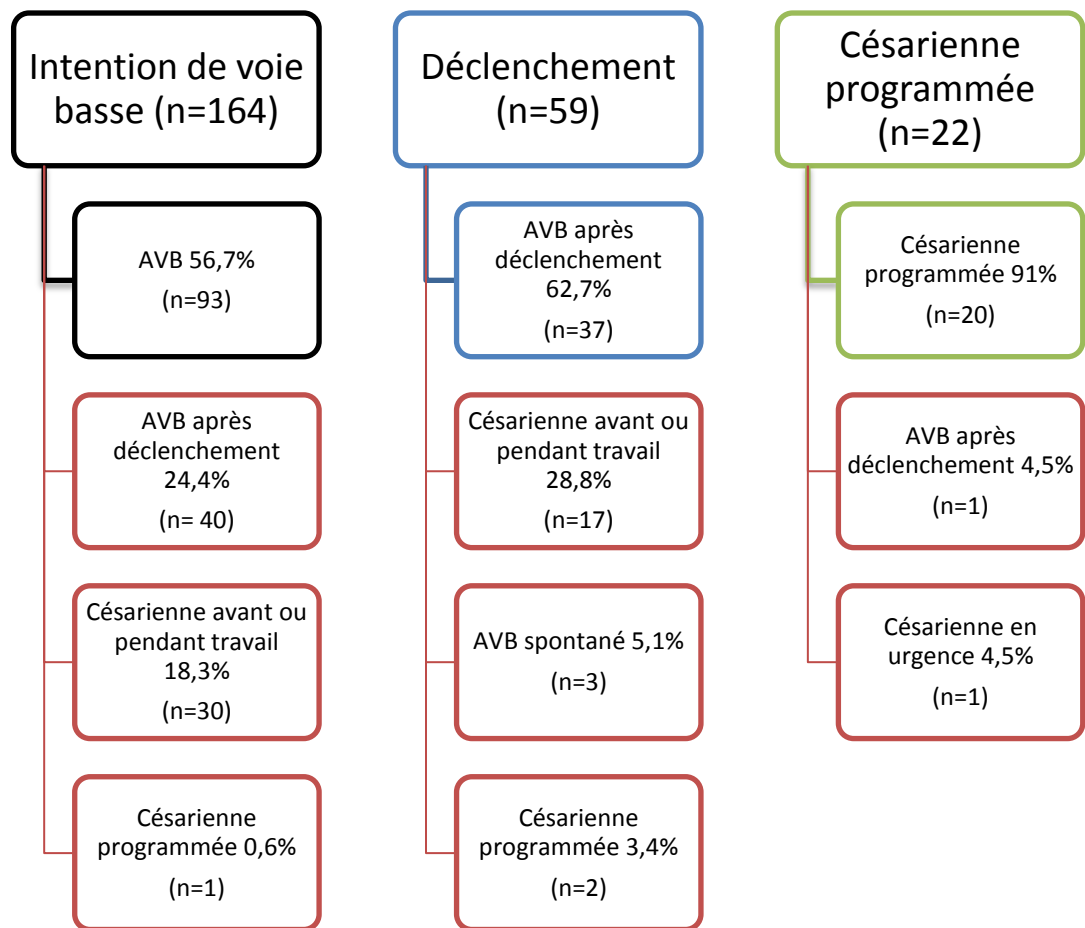 Intention de voie
basse (n=164)
AVB 56,7%
(n=93)
AVB après
déclenchement
24,4%
(n= 40)
Césarienne avant ou
pendant travail
18,3%
(n=30)
Césarienne
programmée 0,6%
(n=1)
Déclenchement
(n=59)
AVB après
déclenchement
62,7%
(n=37)
Césarienne avant ou
pendant travail
28,8%
(n=17)
AVB spontané 5,1%
(n=3)
Césarienne
programmée 3,4%
(n=2)
Césarienne
programmée
(n=22)
Césarienne
programmée 91%
(n=20)
AVB après
déclenchement 4,5%
(n=1)
Césarienne en
urgence 4,5%
(n=1)